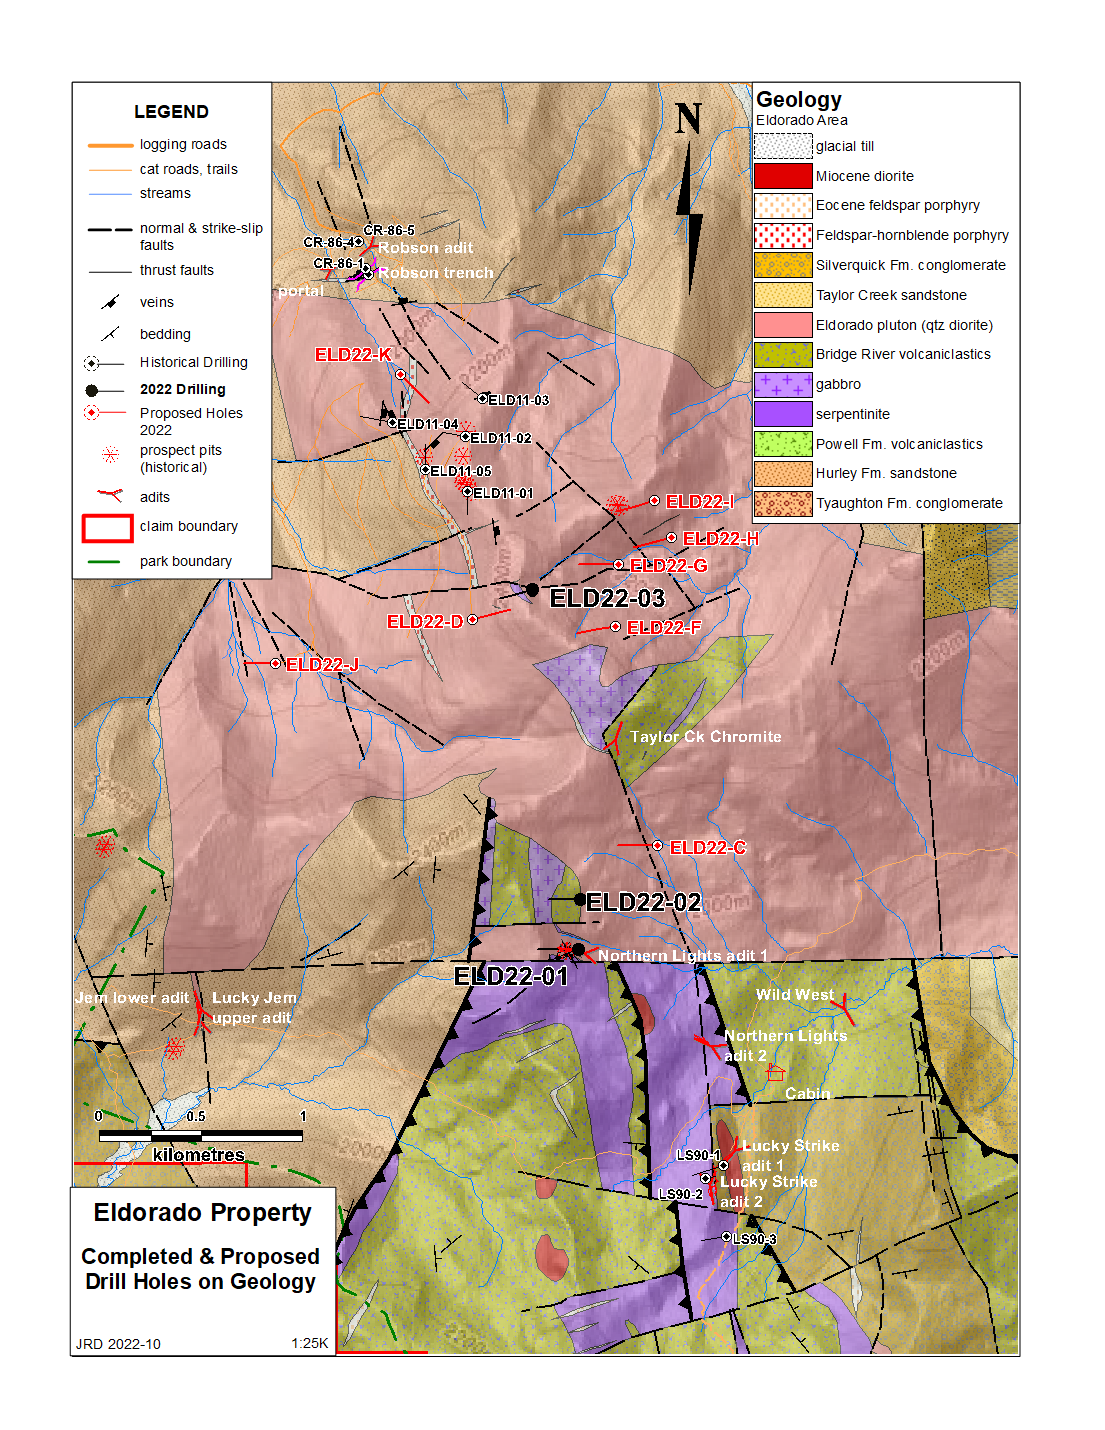 LEGEND
logging roads
cat roads, trails
streams
normal & strike-slip
faults
thrust faults
veins
bedding
Historical Drilling
2022 Drilling
Proposed Holes
2022
prospect pits
(historical)
adits
claim boundary
park boundary
N
Geology
Eldorado Area
glacial till
Miocene diorite
Eocene feldspar porphyry
Feldspar-hornblende porphyry
Silverquick Fm. conglomerate
Taylor Creek sandstone
Eldorado pluton (qtz diorite)
Bridge River volcaniclastics
gabbro
serpentinite
Powell Fm. volcaniclastics
Hurley Fm. sandstone
Tyaughton Fm. conglomerate
CR-86-5
CR-86-4
Robson adit
CR-86-1
Robson trench
portal
2200m
ELD22-K
ELD11-03
ELD11-04
ELD11-02
ELD11-05
ELD11-01
ELD22-I
ELD22-H
ELD22-G
ELD22-03
ELD22-D
ELD22-F
ELD22-J
2200m
Taylor Ck Chromite
ELD22-C
ELD22-02
Northern Lights adit 1
ELD22-01
Jem lower adit
Lucky Jem
upper adit
Wild West
Northern Lights
adit 2
Cabin
0 0.5 1
kilometres
LS90-1
Lucky Strike
adit 1
LS90-2
Lucky Strike
adit 2
LS90-3
Eldorado Property
Completed & Proposed
Drill Holes on Geology
JRD 2022-10
1:25K